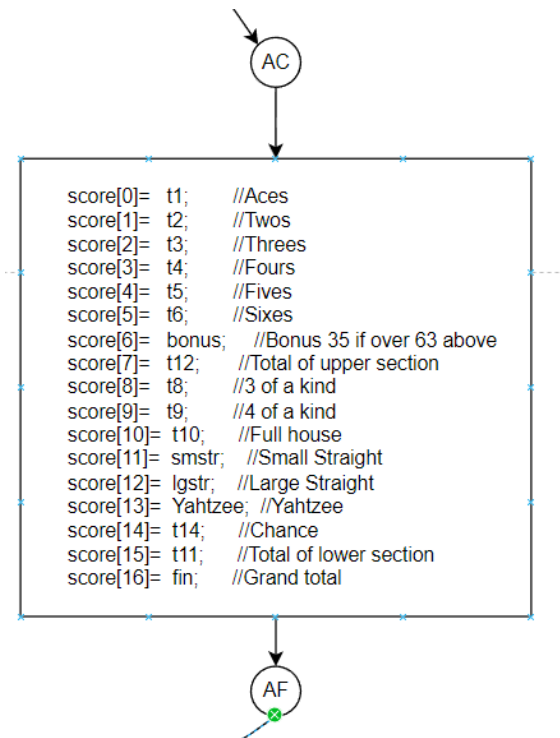 AC
score[0]= t1; //Aces
score[1]= t2; //Twos
score[2]= t3; //Threes
score[3]= t4; //Fours
score[4]= t5; //Fives
score[5]= t6; //Sixes
score[6]= bonus; //Bonus 35 if over 63 above
score[7]= t12; //Total of upper section
score[8]= t8; //3 of a kind
score[9]= t9; //4 of a kind
score[10]= t10; //Full house
score[11]= smstr; //Small Straight
score[12]= lgstr; //Large Straight
score[13]= Yahtzee; //Yahtzee
score[14]= t14; //Chance
score[15]= t11; //Total of lower section
score[16]= fin; //Grand total
AF